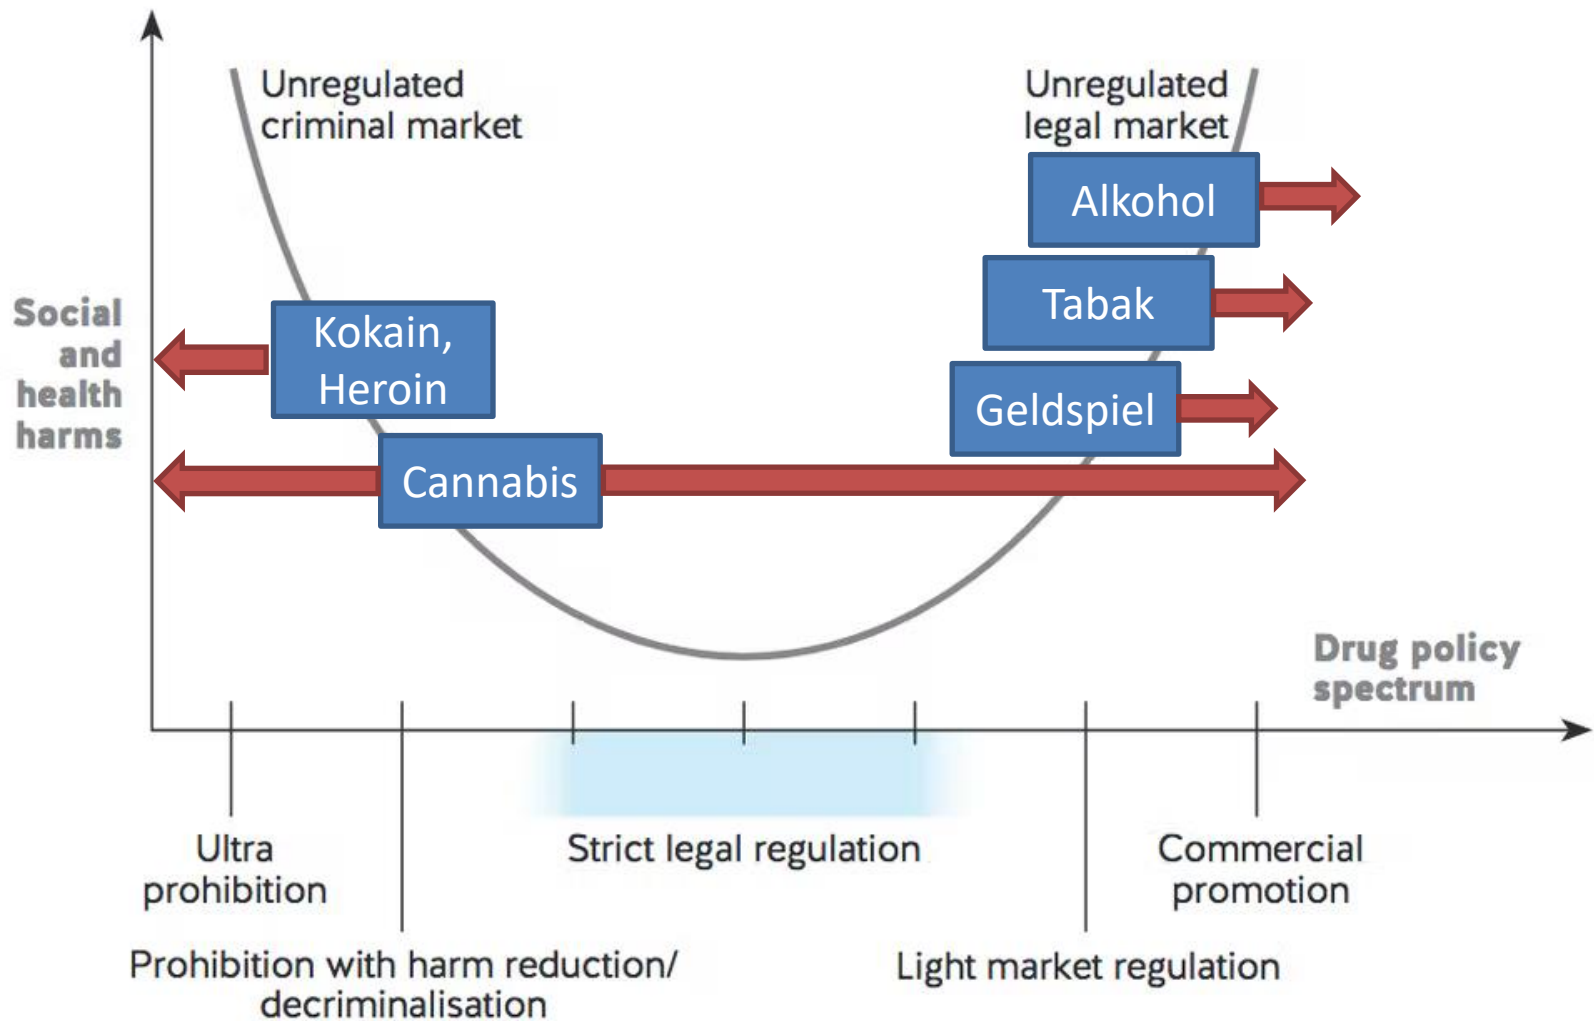 Unregulated
criminal market
Unregulated
legal market
Alkohol
Tabak
Geldspiel
Kokain,
Heroin
Cannabis
Social
and
health
harms
Drug policy
spectrum
Ultra
prohibition
Strict legal regulation
Commercial
promotion
Prohibition with harm reduction/
decriminalisation
Light market regulation